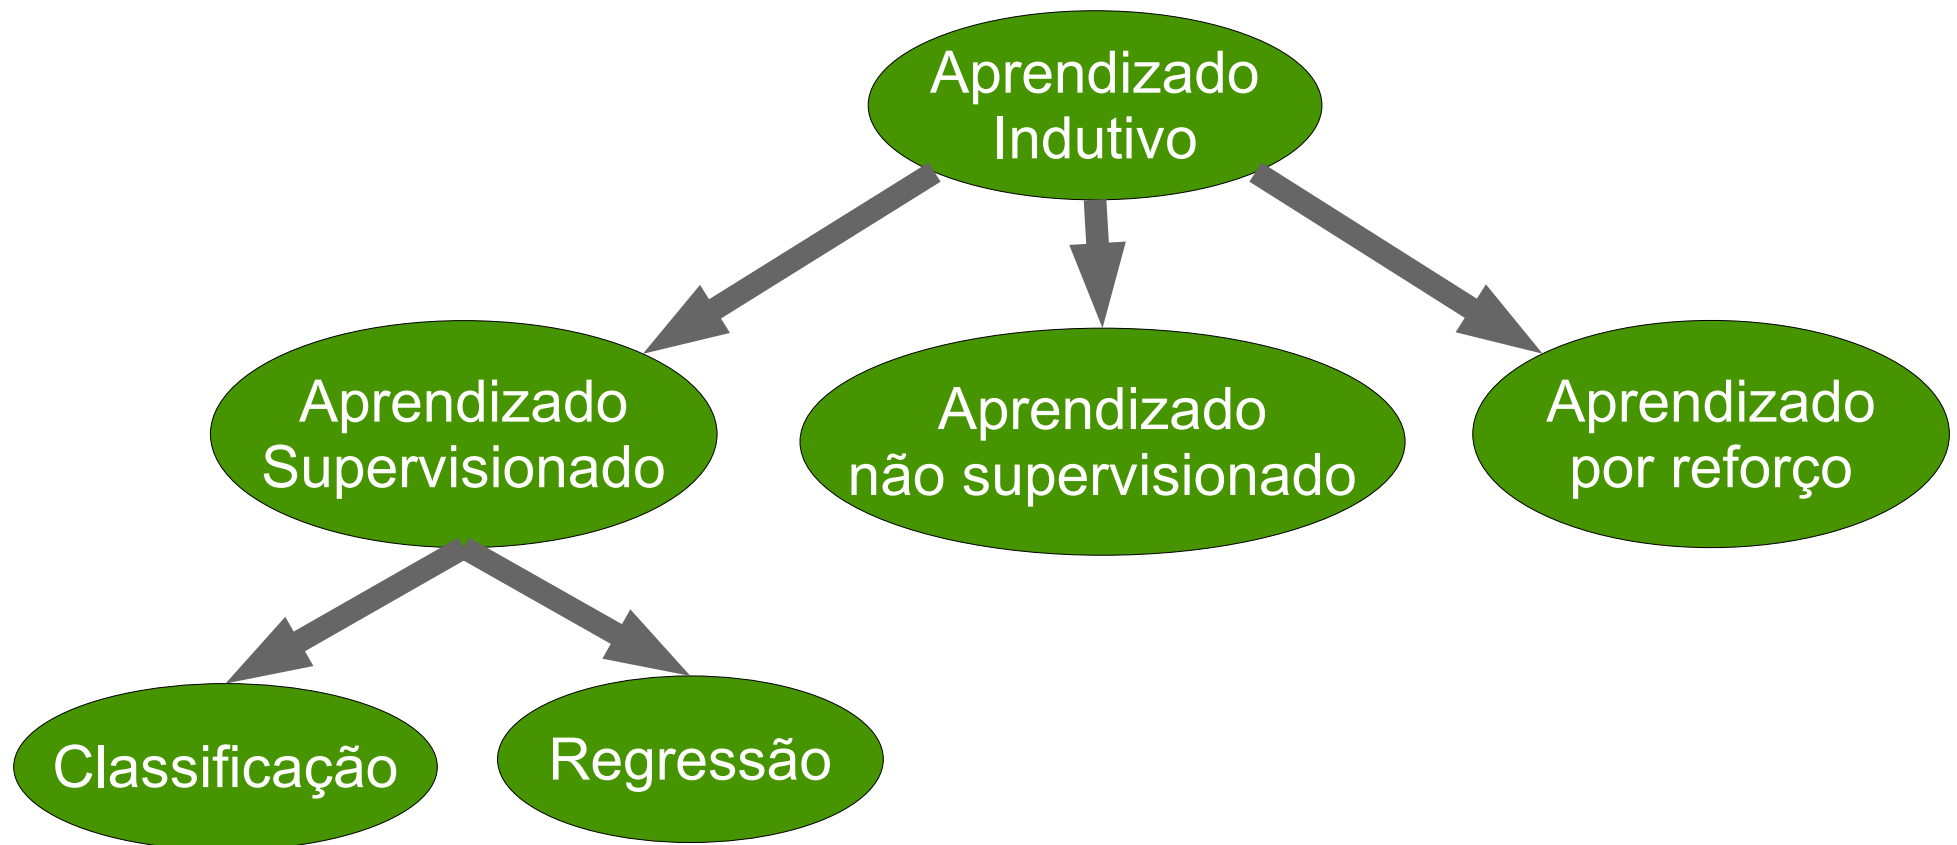 Aprendizado
Indutivo
Aprendizado
Supervisionado
Aprendizado
não supervisionado
Aprendizado
por reforço
Classificação
Regressão